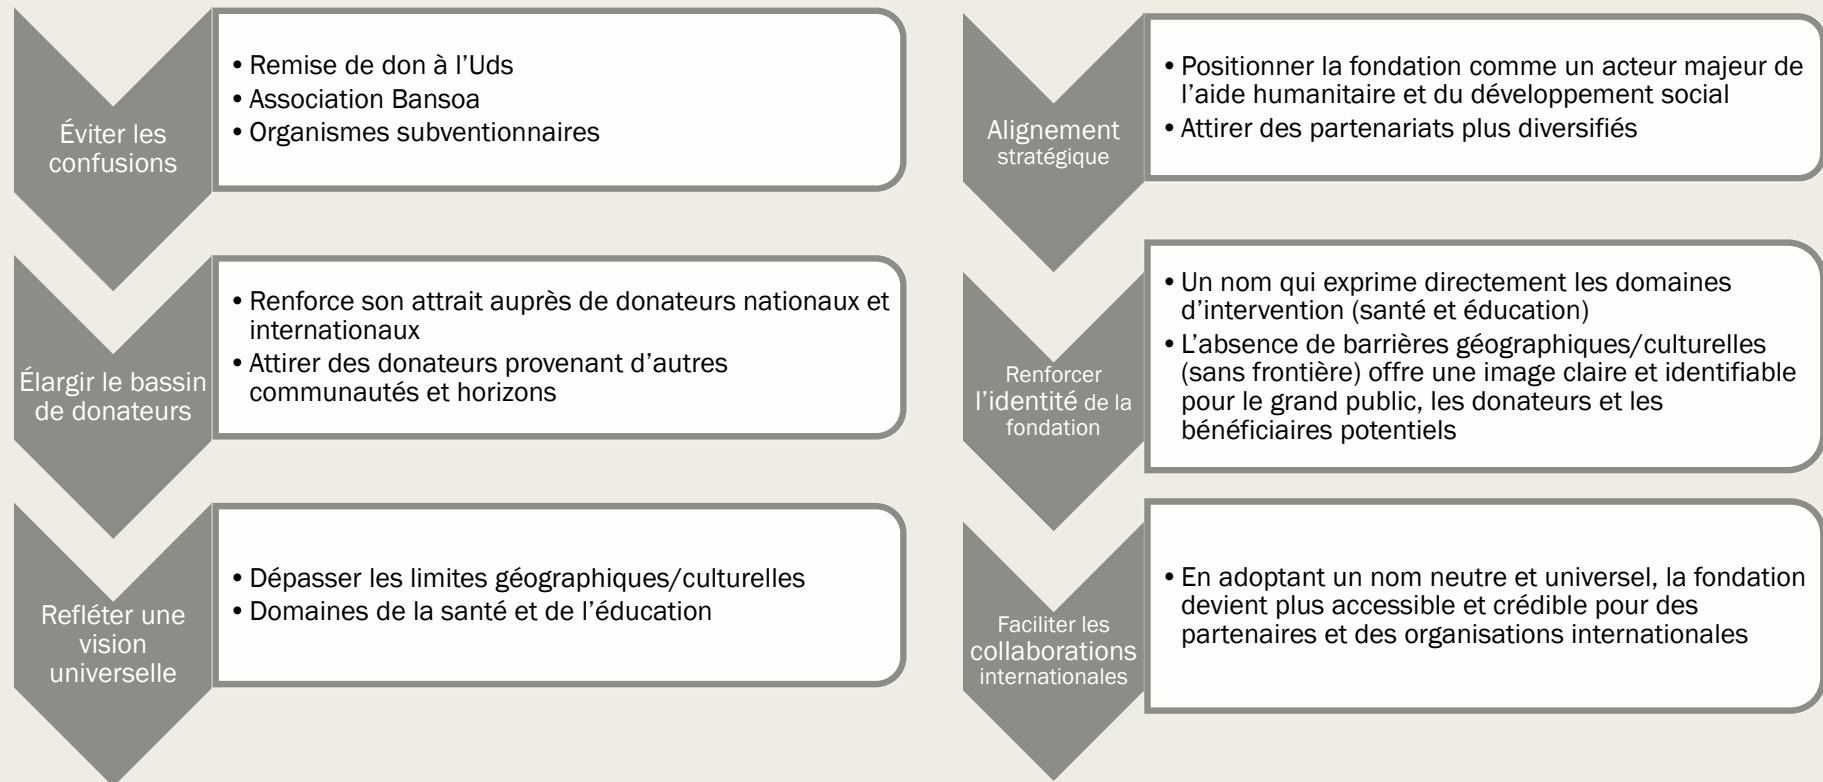 Éviter les
confusions
• Remise de don à l’Uds
• Association Bansoa
• Organismes subventionnaires
Élargir le bassin
de donateurs
• Renforce son attrait auprès de donateurs nationaux et
internationaux
• Attirer des donateurs provenant d’autres
communautés et horizons
Refléter une
vision
universelle
• Dépasser les limites géographiques/culturelles
• Domaines de la santé et de l’éducation
Alignement
stratégique
• Positionner la fondation comme un acteur majeur de
l’aide humanitaire et du développement social
• Attirer des partenariats plus diversifiés
Renforcer
l’identité de la
fondation
• Un nom qui exprime directement les domaines
d’intervention (santé et éducation)
• L’absence de barrières géographiques/culturelles
(sans frontière) offre une image claire et identifiable
pour le grand public, les donateurs et les
bénéficiaires potentiels
Faciliter les
collaborations
internationales
• En adoptant un nom neutre et universel, la fondation
devient plus accessible et crédible pour des
partenaires et des organisations internationales